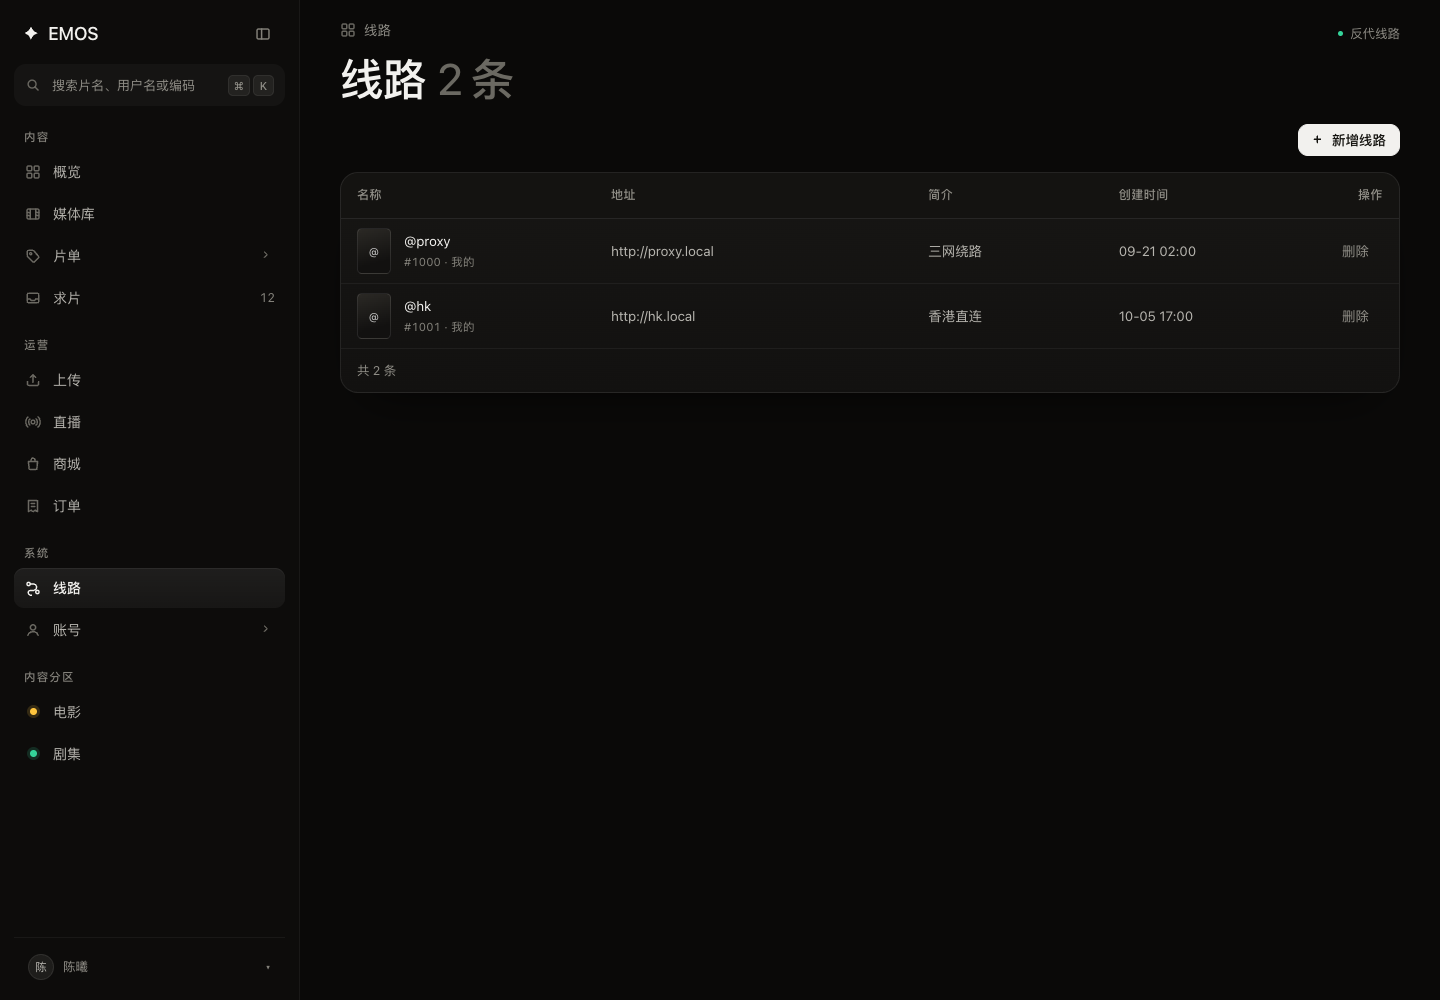 EMOS
搜索片名、用户名或编码 ⌘ K
内容
概览
媒体库
片单
求片 12
运营
上传
直播
商城
订单
系统
线路
账号
内容分区
电影
剧集
陈 陈曦
线路
反代线路
线路 2 条
+ 新增线路
名称 地址 简介 创建时间 操作
@ @proxy
#1000 · 我的
http://proxy.local 三网绕路 09-21 02:00 删除
@ @hk
#1001 · 我的
http://hk.local 香港直连 10-05 17:00 删除
共 2 条